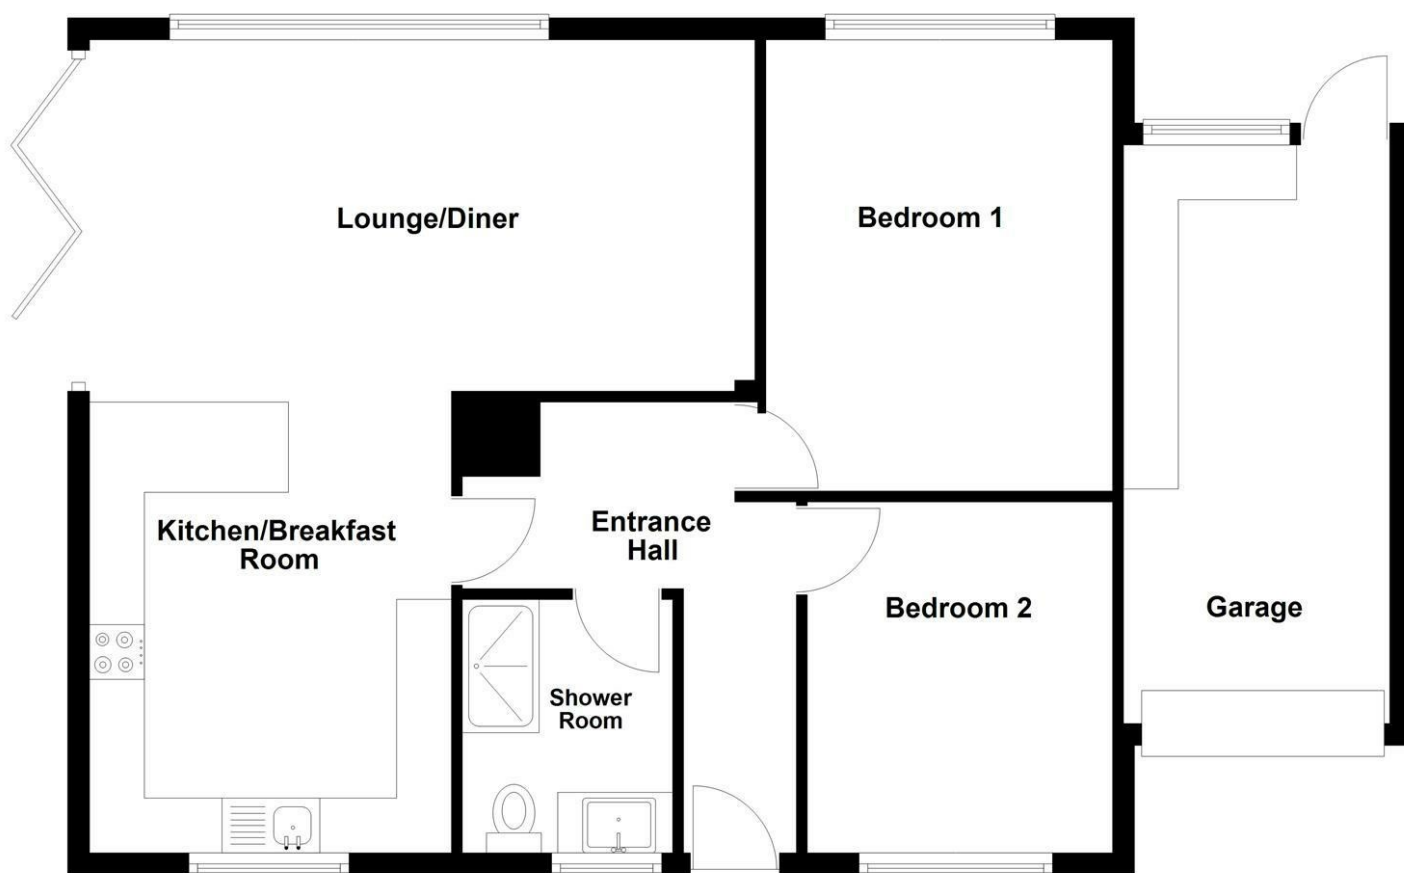 Lounge/Diner
Bedroom 1
Kitchen/Breakfast
Room
Entrance
Hall
Bedroom 2
Garage
Shower
Room